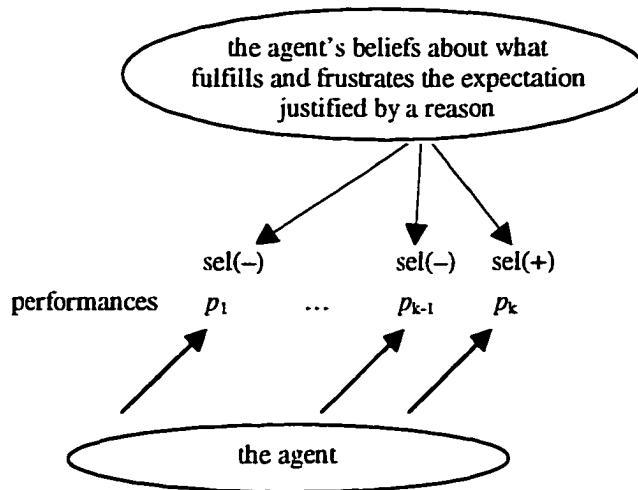 the agent's beliefs about what
fulfills and frustrates the expectation
justified by a reason
sel(–) sel(–) sel(+)
performances p₁ ... pₖ₋₁ pₖ
the agent